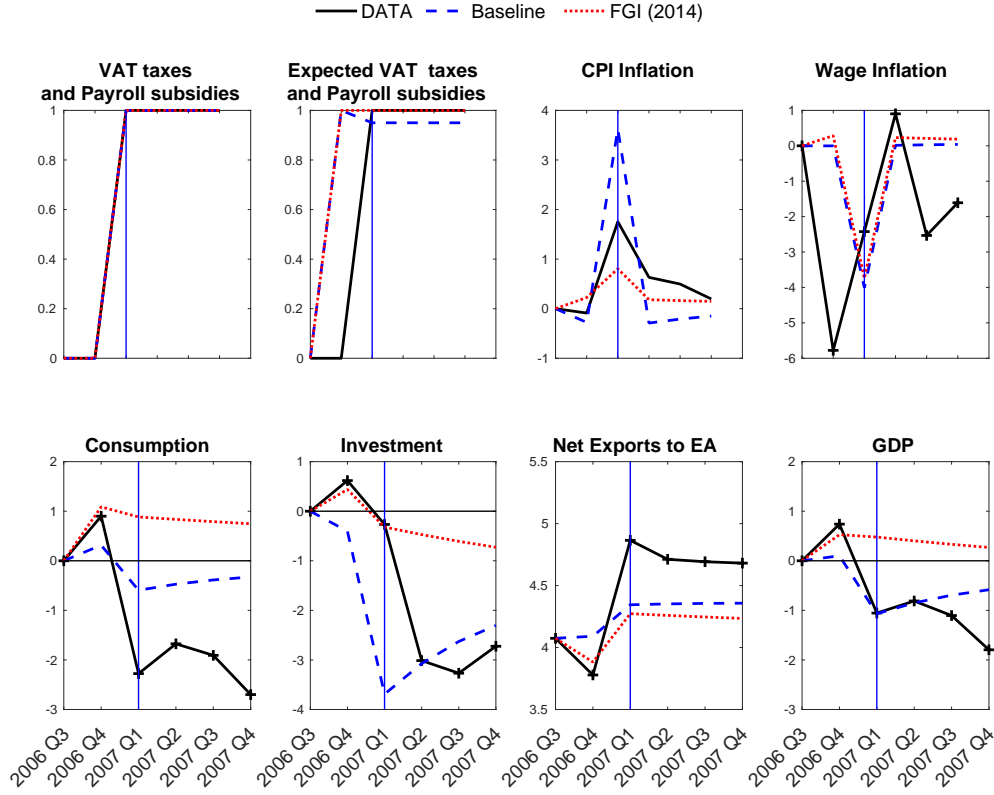 DATA Baseline FGI (2014)
VAT taxes
and Payroll subsidies
1
0.8
0.6
0.4
0.2
0
Expected VAT taxes
and Payroll subsidies
1
0.8
0.6
0.4
0.2
0
CPI Inflation
4
3
2
1
0
-1
Wage Inflation
1
0
-1
-2
-3
-4
-5
-6
Consumption
2
1
0
-1
-2
-3
2006 Q3
2006 Q4
2007 Q1
2007 Q2
2007 Q3
2007 Q4
Investment
1
0
-1
-2
-3
-4
2006 Q3
2006 Q4
2007 Q1
2007 Q2
2007 Q3
2007 Q4
Net Exports to EA
5.5
5
4.5
4
3.5
2006 Q3
2006 Q4
2007 Q1
2007 Q2
2007 Q3
2007 Q4
GDP
2
1
0
-1
-2
-3
2006 Q3
2006 Q4
2007 Q1
2007 Q2
2007 Q3
2007 Q4